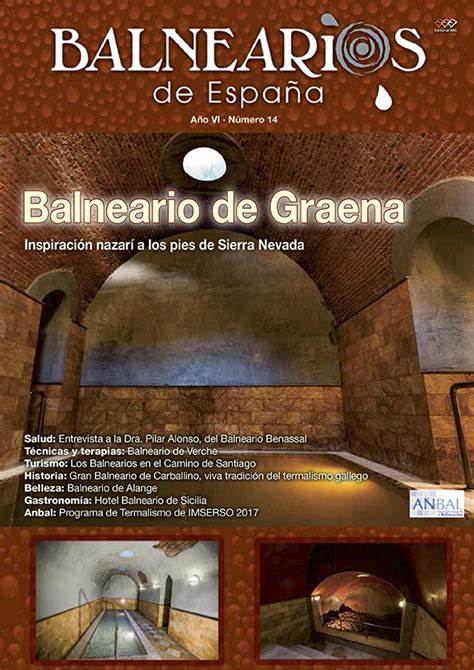 BALNEARIOS
de España
Editorial MIC
Año VI · Número 14
Balneario de Graena
Inspiración nazarí a los pies de Sierra Nevada
Salud: Entrevista a la Dra. Pilar Alonso, del Balneario Benassal
Técnicas y terapias: Balneario de Verche
Turismo: Los Balnearios en el Camino de Santiago
Historia: Gran Balneario de Carballino, viva tradición del termalismo gallego
Belleza: Balneario de Alange
Gastronomía: Hotel Balneario de Sicilia
Anbal: Programa de Termalismo de IMSERSO 2017
ANBAL